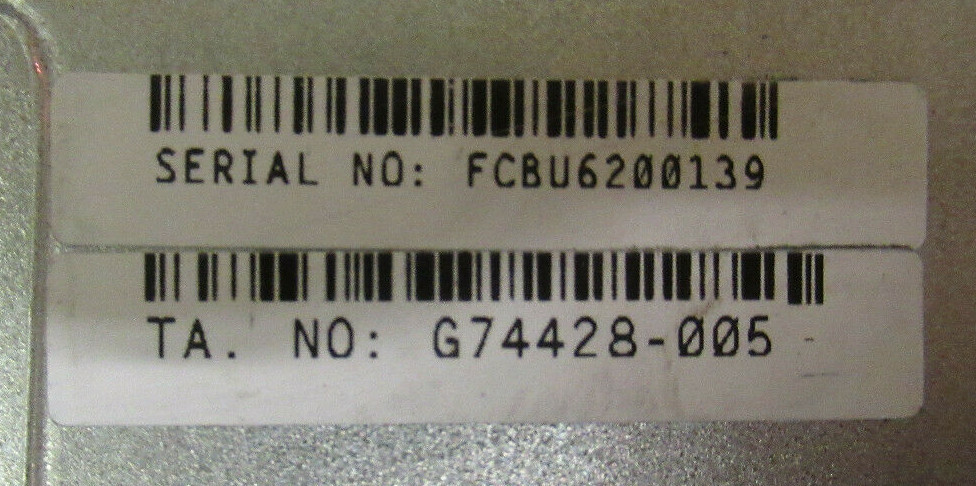 SERIAL NO: FCBU6200139
TA. NO: G74428-005